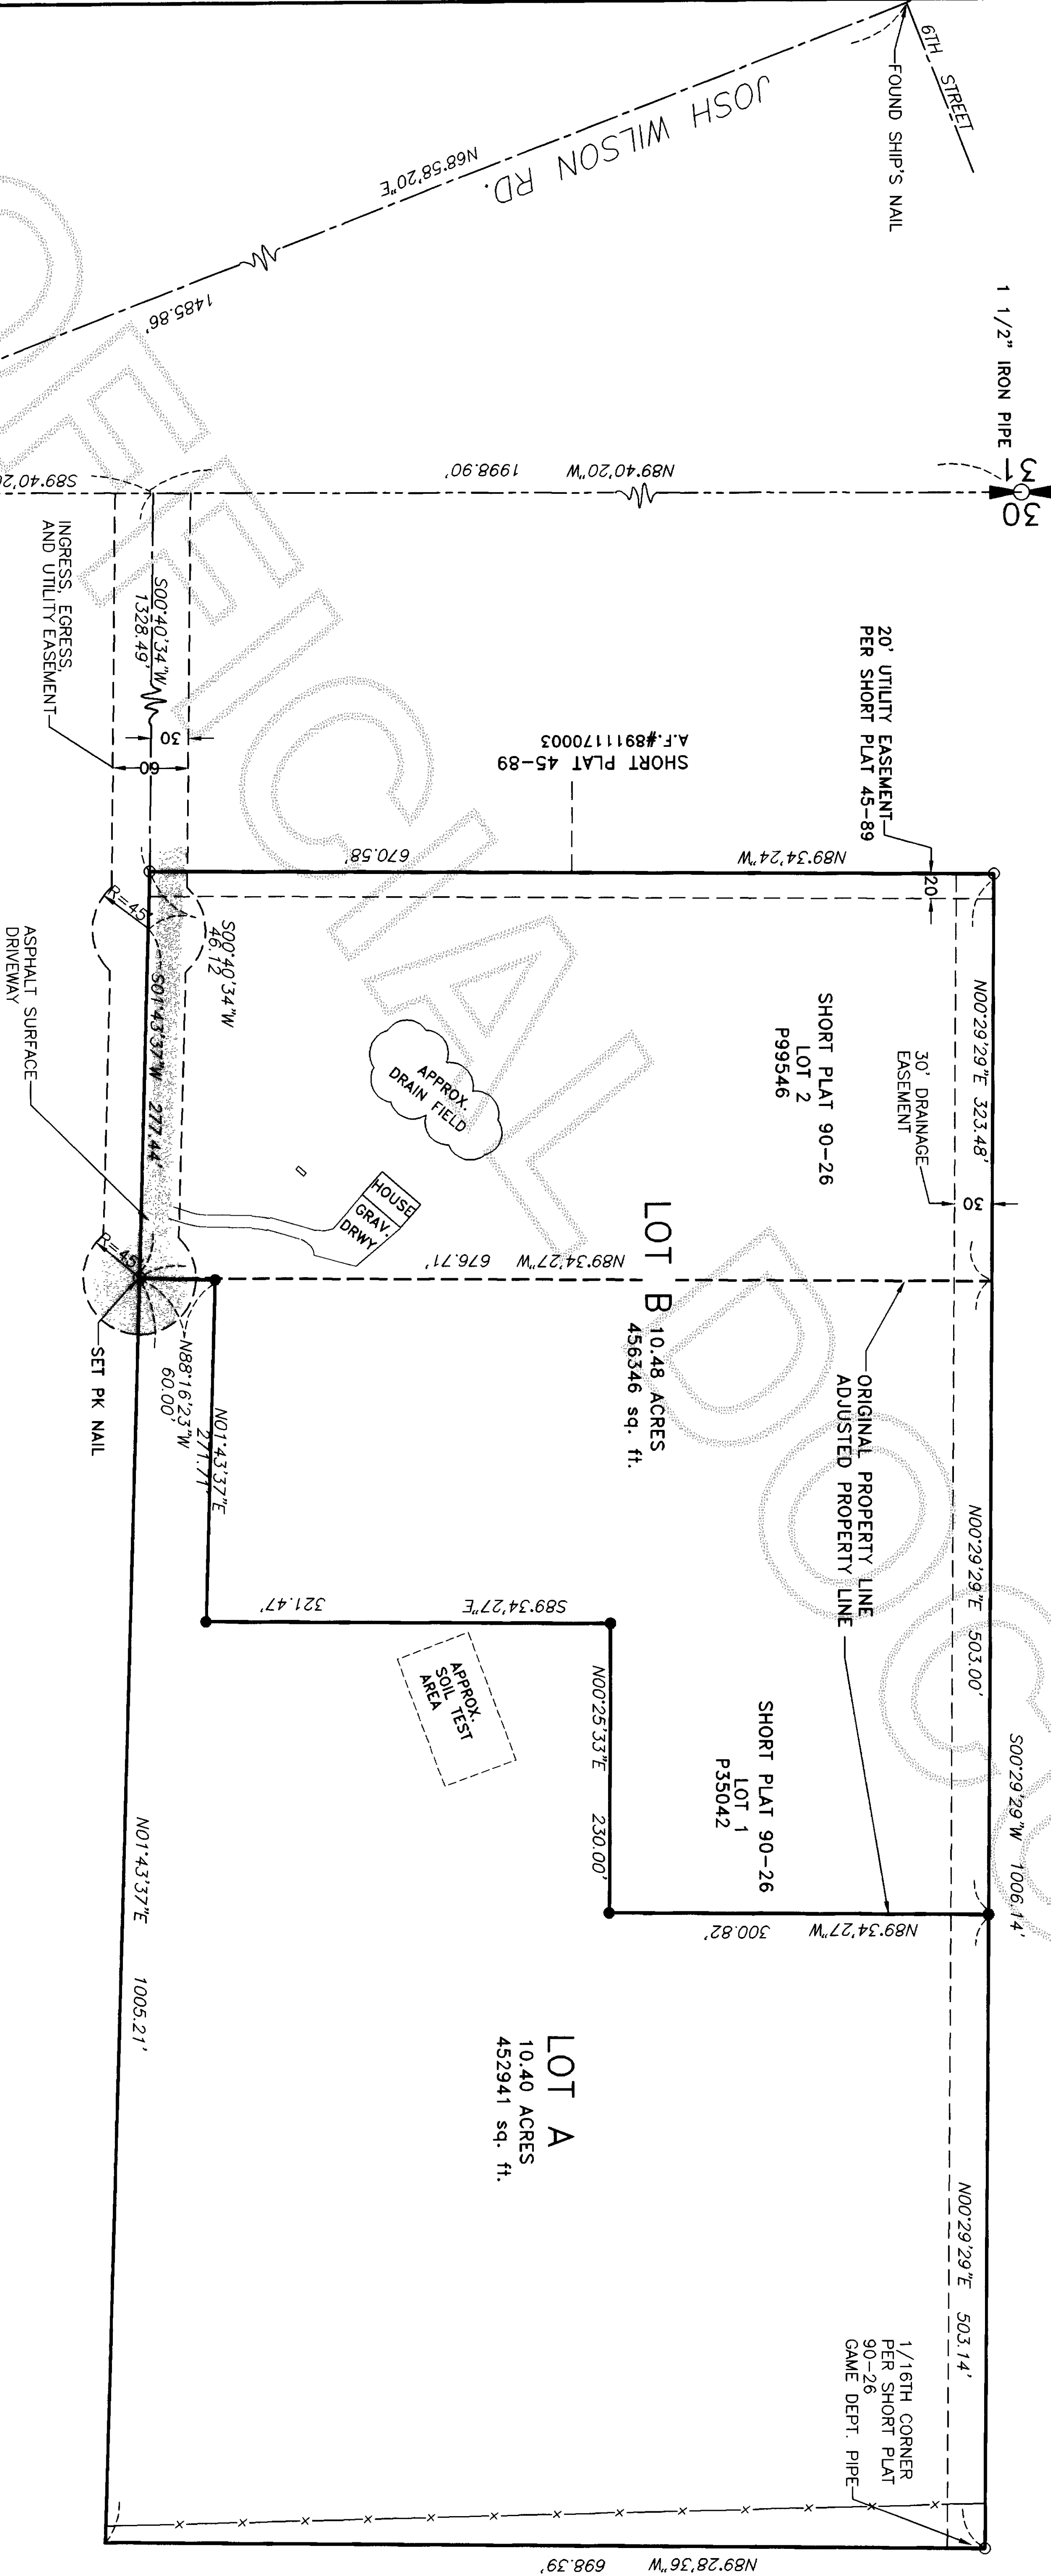 6TH STREET
FOUND SHIP'S NAIL
JOSH WILSON RD.
N68°58'20"E
1485.86'
1 1/2" IRON PIPE
31
30
N89°40'20"W 1998.90'
INGRESS, EGRESS,
AND UTILITY EASEMENT
S00°40'34"W
1328.49'
30
60
SHORT PLAT 45-89
A.F.#8911170003
20' UTILITY EASEMENT
PER SHORT PLAT 45-89
N89°34'24"W
670.58'
20'
R=45'
S00°40'34"W
46.12'
S01°43'37"W 277.44'
ASPHALT SURFACE
DRIVEWAY
APPROX.
DRAIN FIELD
HOUSE
GRAV.
DRWY
SHORT PLAT 90-26
LOT 2
P99546
30' DRAINAGE
EASEMENT
N00°29'29"E 323.48'
30
N89°34'27"W 676.71'
LOT B
10.48 ACRES
456346 sq. ft.
ORIGINAL PROPERTY LINE
ADJUSTED PROPERTY LINE
R=45'
SET PK NAIL
N88°16'23"W
60.00'
N01°43'37"E
271.71'
S89°34'27"E
321.47'
APPROX.
SOIL TEST
AREA
N00°25'33"E 230.00'
SHORT PLAT 90-26
LOT 1
P35042
N00°29'29"E 503.00'
S00°29'29"W 1006.14'
N89°34'27"W 300.82'
N01°43'37"E 1005.21'
LOT A
10.40 ACRES
452941 sq. ft.
N00°29'29"E 503.14'
1/16TH CORNER
PER SHORT PLAT
90-26
GAME DEPT. PIPE
N89°28'36"W 698.39'